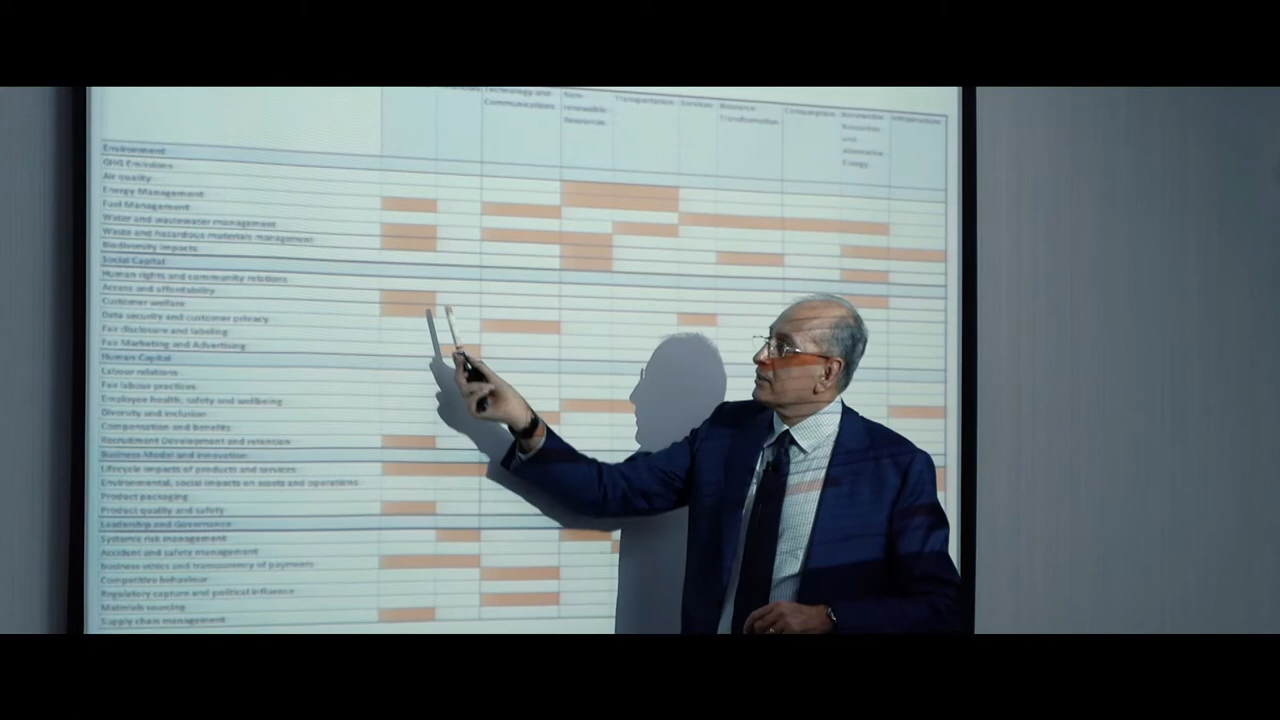 Technology and Non- Transportation Services Resource Consumption Renewable Infrastructure
Communications renewable Transformation Resources
Resources and
Alternative
Energy
Environment
GHG Emissions
Air quality
Energy Management
Fuel Management
Water and wastewater management
Waste and hazardous materials management
Biodiversity impacts
Social Capital
Human rights and community relations
Access and affordability
Customer welfare
Data security and customer privacy
Fair disclosure and labeling
Fair Marketing and Advertising
Human Capital
Labour relations
Fair labour practices
Employee health, safety and wellbeing
Diversity and inclusion
Compensation and benefits
Recruitment Development and retention
Business Model and innovation
Lifecycle impacts of products and services
Environmental, social impacts on assets and operations
Product packaging
Product quality and safety
Leadership and Governance
Systemic risk management
Accident and safety management
business ethics and transparency of payments
Competitive behaviour
Regulatory capture and political influence
Materials sourcing
Supply chain management